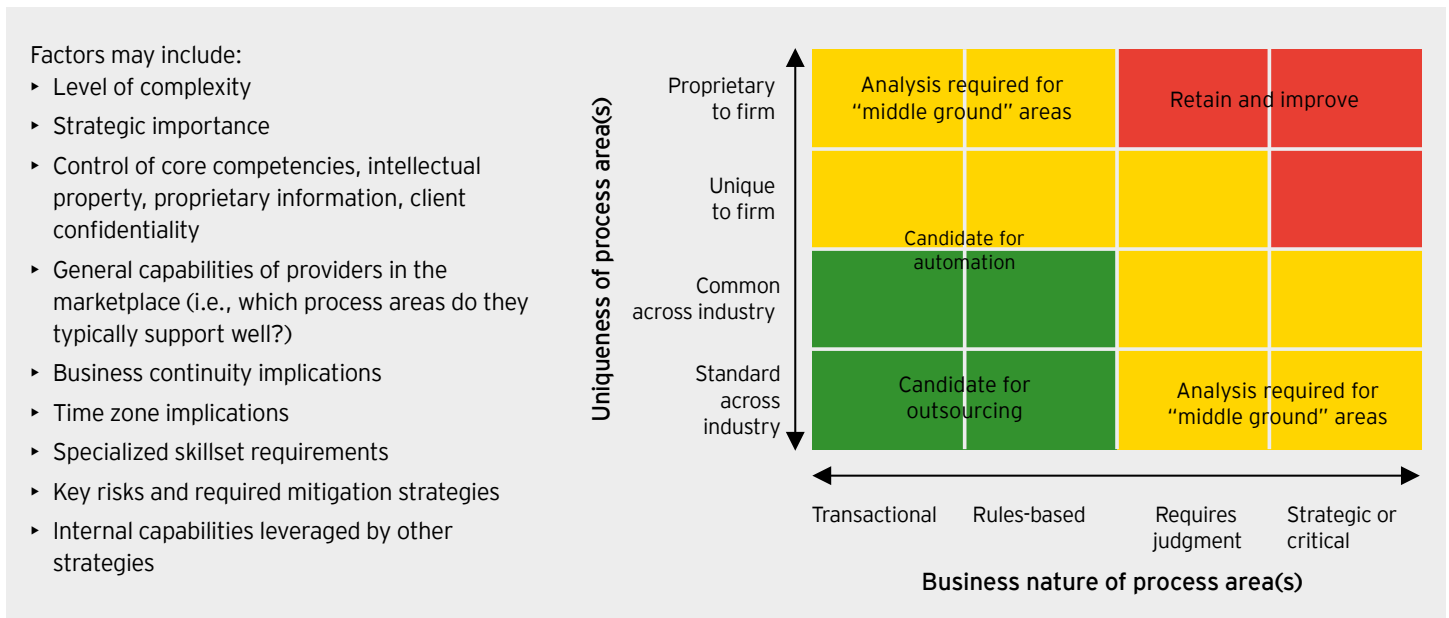 Factors may include:
‣ Level of complexity
‣ Strategic importance
‣ Control of core competencies, intellectual
property, proprietary information, client
confidentiality
‣ General capabilities of providers in the
marketplace (i.e., which process areas do they
typically support well?)
‣ Business continuity implications
‣ Time zone implications
‣ Specialized skillset requirements
‣ Key risks and required mitigation strategies
‣ Internal capabilities leveraged by other
strategies
Uniqueness of process area(s)
Proprietary
to firm
Unique
to firm
Common
across industry
Standard
across
industry
Analysis required for
“middle ground” areas
Retain and improve
Candidate for
automation
Candidate for
outsourcing
Analysis required for
“middle ground” areas
Transactional
Rules-based
Requires
judgment
Strategic or
critical
Business nature of process area(s)